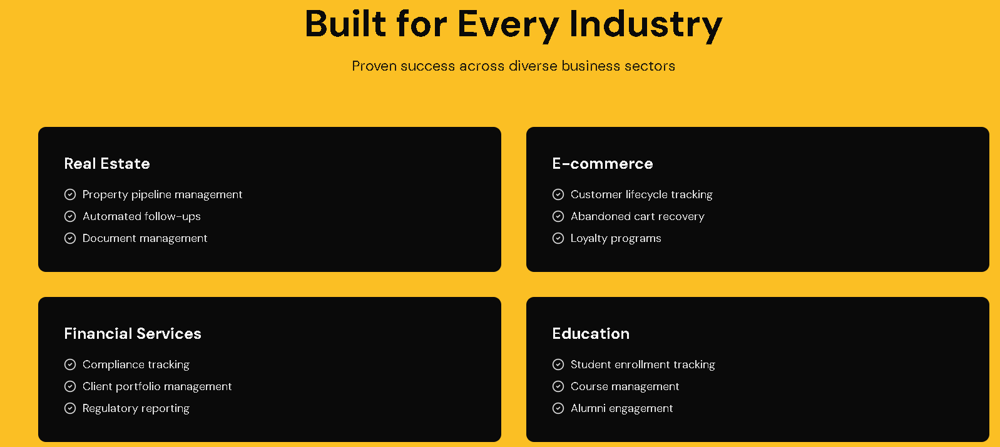 Built for Every Industry
Proven success across diverse business sectors
Real Estate
Property pipeline management
Automated follow-ups
Document management
E-commerce
Customer lifecycle tracking
Abandoned cart recovery
Loyalty programs
Financial Services
Compliance tracking
Client portfolio management
Regulatory reporting
Education
Student enrollment tracking
Course management
Alumni engagement